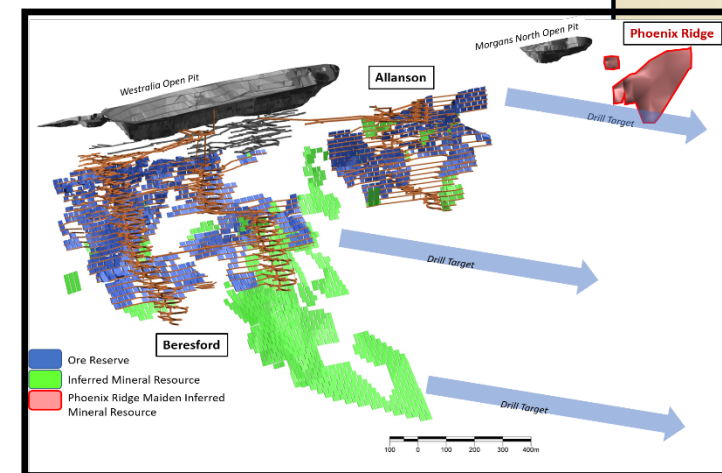 Morgans North Open Pit
Phoenix Ridge
Westralia Open Pit
Allanson
Drill Target
Drill Target
Beresford
Ore Reserve
Inferred Mineral Resource
Phoenix Ridge Maiden Inferred
Mineral Resource
Drill Target
100 0 100 200 300 400m